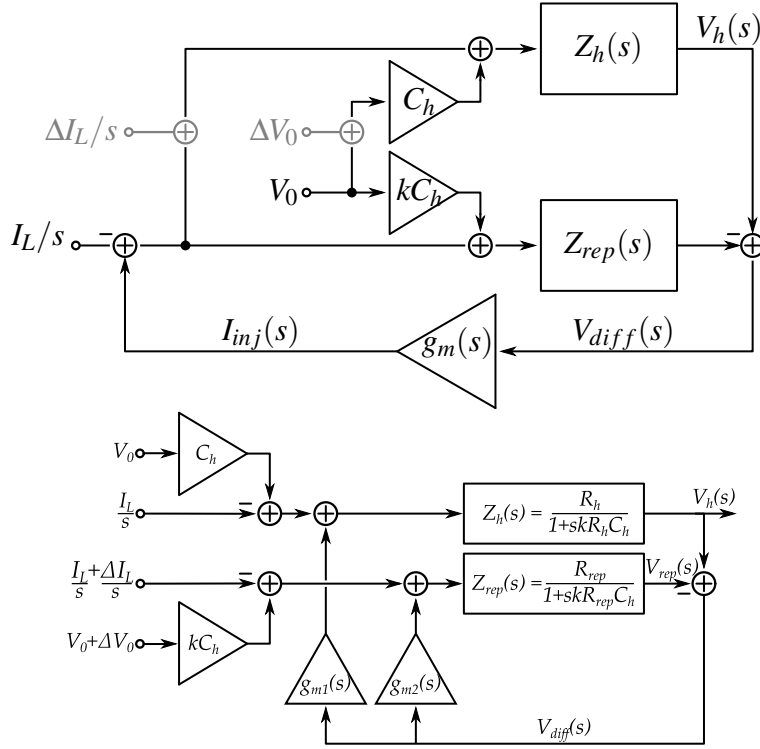 Z_h(s)
V_h(s)
C_h
ΔI_L/s
ΔV_0
V_0
kC_h
I_L/s
Z_rep(s)
I_inj(s)
g_m(s)
V_diff(s)
V_0
C_h
I_L/s
Z_h(s) = R_h/1+skR_hC_h
V_h(s)
I_L/s + ΔI_L/s
Z_rep(s) = R_rep/1+skR_repC_h
V_rep(s)
V_0+ΔV_0
kC_h
g_m1(s)
g_m2(s)
V_diff(s)